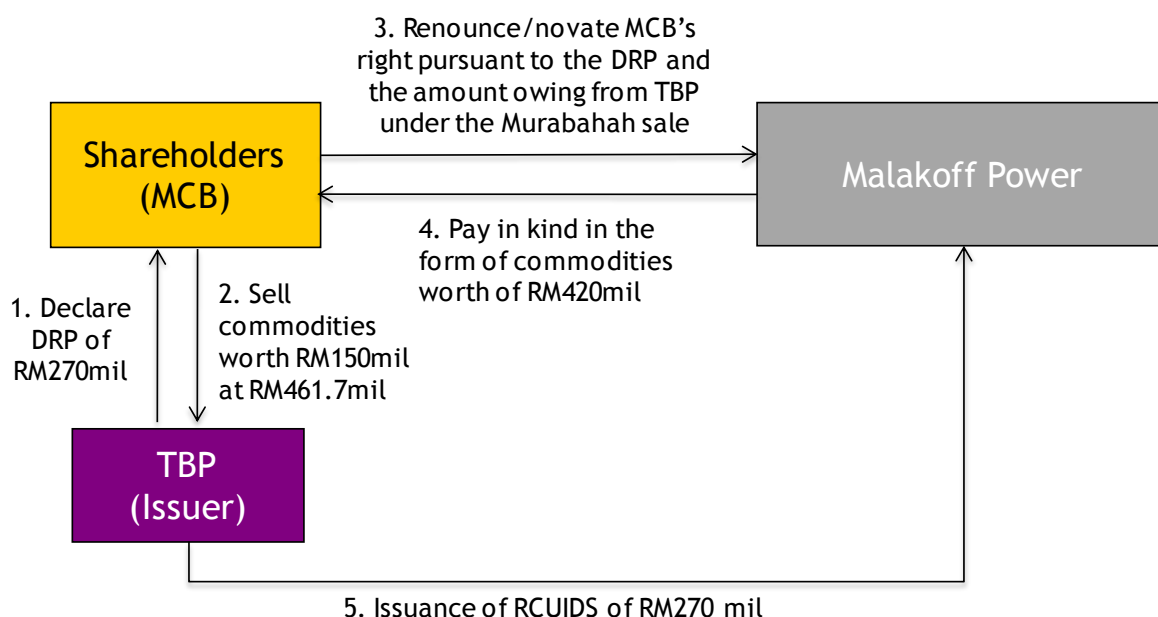 3. Renounce/novate MCB's
right pursuant to the DRP and
the amount owing from TBP
under the Murabahah sale
Shareholders
(MCB)
Malakoff Power
4. Pay in kind in the
form of commodities
worth of RM420mil
1. Declare
DRP of
RM270mil
2. Sell
commodities
worth RM150mil
at RM461.7mil
TBP
(Issuer)
5. Issuance of RCUIDS of RM270 mil